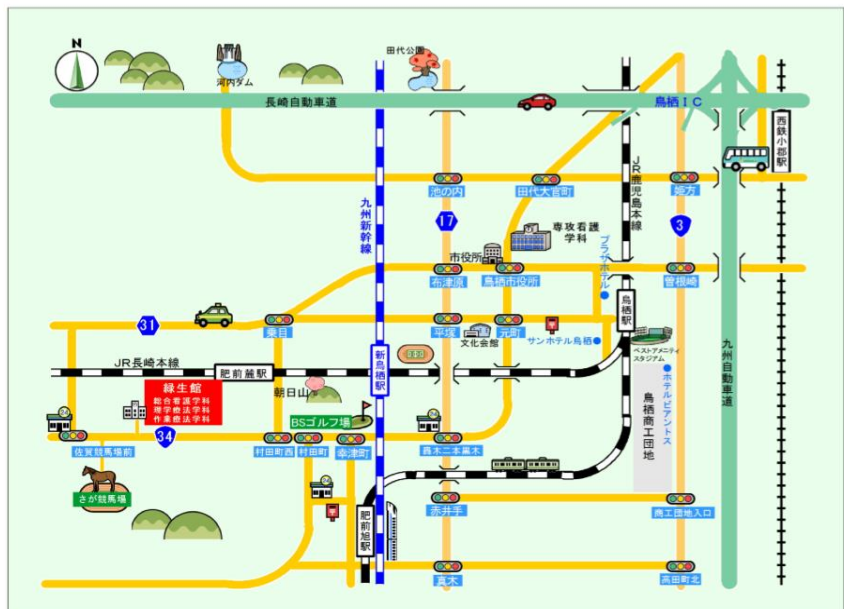 N
河内ダム
田代公園
長崎自動車道
鳥栖IC
西鉄小郡駅
JR鹿児島本線
池の内
田代大官町
姫方
九州新幹線
17
3
専攻看護
学科
市役所
プラザホテル
布津原
鳥栖市役所
曽根崎
31
乗目
平塚
文化会館
元町
サンホテル鳥栖
鳥栖駅
ベストアメニティ
スタジアム
九州自動車道
JR長崎本線
肥前麓駅
新鳥栖駅
緑生館
総合看護学科
理学療法学科
作業療法学科
朝日山
BSゴルフ場
ホテルビアントス
鳥栖商工団地
24
佐賀競馬場前
34
村田町西
村田町
幸津町
24
轟木二本黒木
さが競馬場
24
肥前旭駅
赤井手
商工団地入口
真木
高田町北